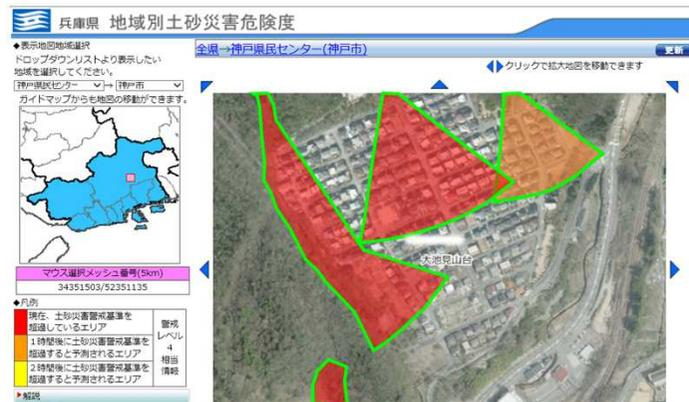 兵庫県 地域別土砂災害危険度
◆表示地図地域選択
ドロップダウンリストより表示したい
地域を選択してください。
神戸県民センター → 神戸市
ガイドマップからも地図の移動ができます。
マウス選択メッシュ番号(5km)
34351503/52351135
◆凡例
現在、土砂災害警戒基準を
超過しているエリア
1時間後に土砂災害警戒基準を
超過すると予測されるエリア
2時間後に土砂災害警戒基準を
超過すると予測されるエリア
警戒
レベル
4
相当
情報
解説
全県→神戸県民センター(神戸市)
更新
クリックで拡大地図を移動できます
大池見山台